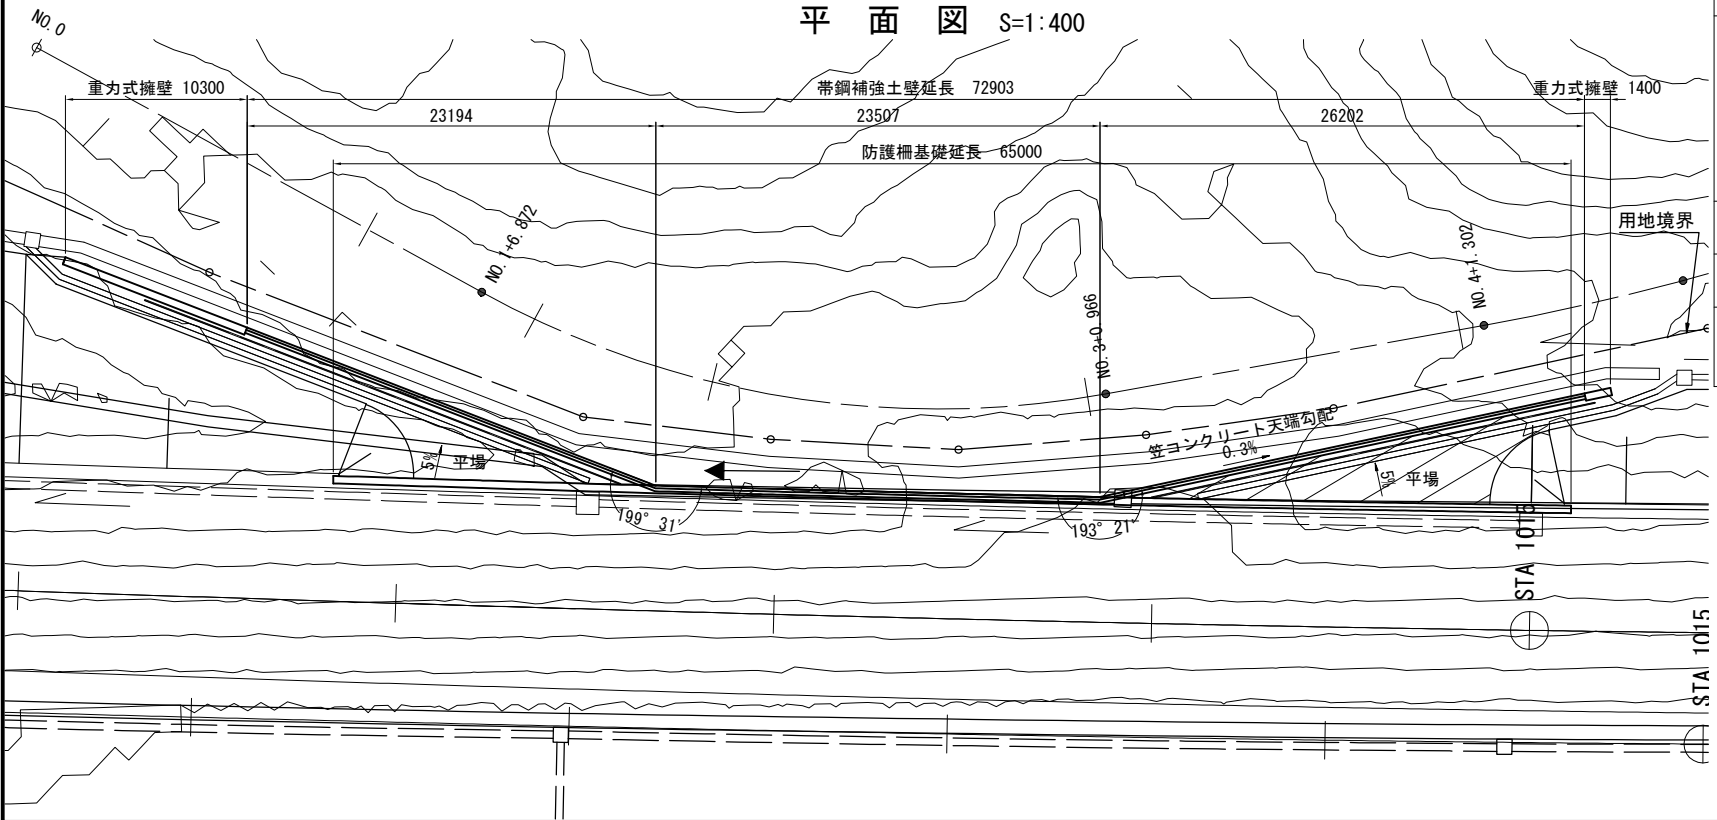 平面図 S=1:400
NO.0
重力式擁壁 10300
帯鋼補強土壁延長 72903
重力式擁壁 1400
23194
23507
26202
防護柵基礎延長 65000
NO.1+6.872
NO.4+1.302
用地境界
NO.3+0.966
笠コンクリート天端勾配
0.3%
5%
平場
5%
平場
199° 31'
193° 21'
STA 1015
STA 1015